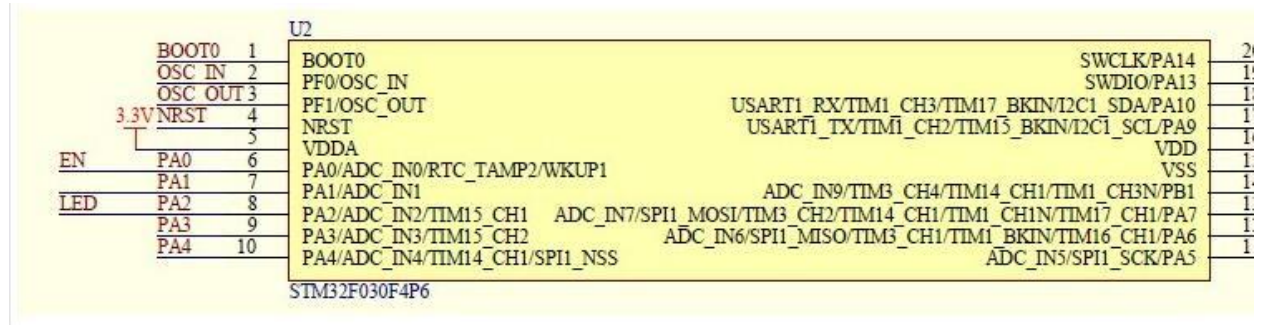 U2
BOOT0 1 BOOT0 SWCLK/PA14
OSC_IN 2 PF0/OSC_IN SWDIO/PA13 19
OSC_OUT 3 PF1/OSC_OUT USART1_RX/TIM1_CH3/TIM17_BKIN/I2C1_SDA/PA10
3.3V NRST 4 NRST USART1_TX/TIM1_CH2/TIM15_BKIN/I2C1_SCL/PA9
5 VDDA VDD
EN PA0 6 PA0/ADC_IN0/RTC_TAMP2/WKUP1 VSS
PA1 7 PA1/ADC_IN1 ADC_IN9/TIM3_CH4/TIM14_CH1/TIM1_CH3N/PB1
LED PA2 8 PA2/ADC_IN2/TIM15_CH1 ADC_IN7/SPI1_MOSI/TIM3_CH2/TIM14_CH1/TIM1_CH1N/TIM17_CH1/PA7
PA3 9 PA3/ADC_IN3/TIM15_CH2 ADC_IN6/SPI1_MISO/TIM3_CH1/TIM1_BKIN/TIM16_CH1/PA6
PA4 10 PA4/ADC_IN4/TIM14_CH1/SPI1_NSS ADC_IN5/SPI1_SCK/PA5
STM32F030F4P6